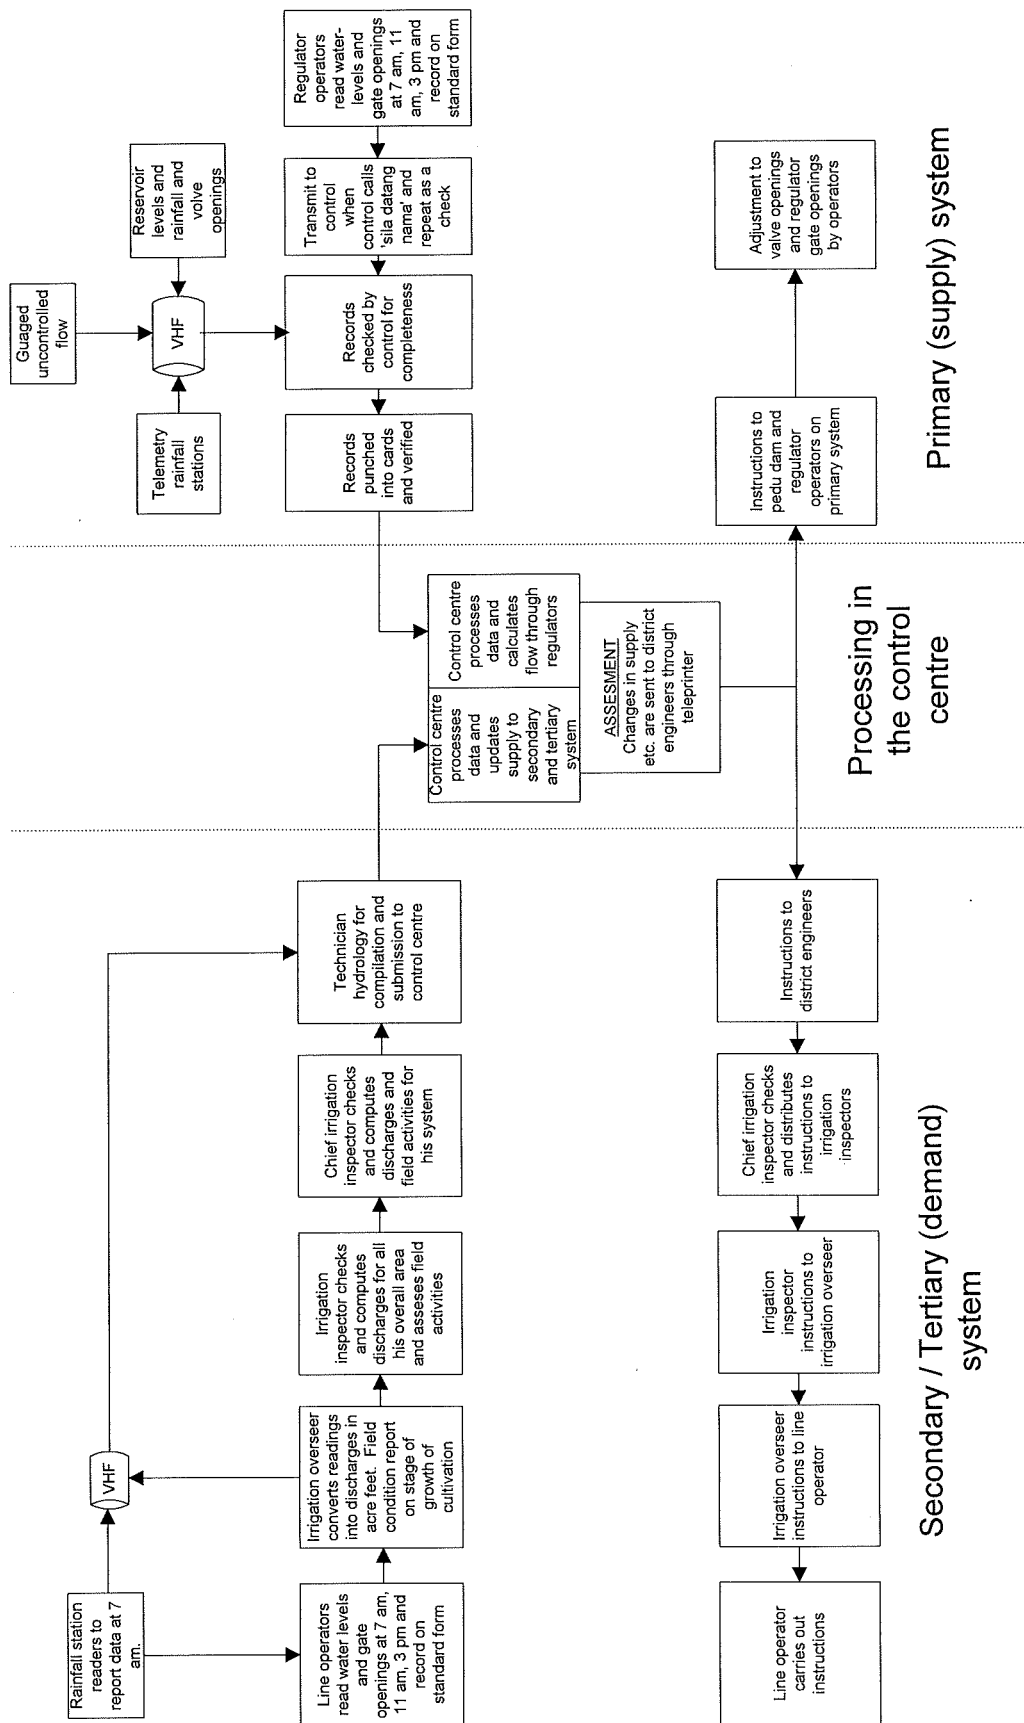 Rainfall station
readers to
report data at 7
am.
VHF
Line operators
read water levels
and gate
openings at 7 am,
11 am, 3 pm and
record on
standard form
Irrigation overseer
converts readings
into discharges in
acre feet. Field
condition report
on stage of
growth of
cultivation
Irrigation
inspector checks
and computes
discharges for all
his overall area
and asseses field
activities
Chief irrigation
inspector checks
and computes
discharges and
field activities for
his system
Technician
hydrology for
compilation and
submission to
control centre
Control centre
processes
data and
updates
supply to
secondary
and tertiary
system
Control centre
processes
data and
calculates
flow through
regulators
ASSESMENT
Changes in supply
etc. are sent to district
engineers through
teleprinter
Guaged
uncontrolled
flow
Telemetry
rainfall
stations
VHF
Reservoir
levels and
rainfall and
volve
openings
Records
punched
into cards
and verified
Records
checked by
control for
completeness
Transmit to
control
when
control calls
'sila datang
nama' and
repeat as a
check
Regulator
operators
read water-
levels and
gate openings
at 7 am, 11
am, 3 pm and
record on
standard form
Line operator
carries out
instructions
Irrigation overseer
instructions to line
operator
Irrigation
inspector
instructions to
irrigation overseer
Chief irrigation
inspector checks
and distributes
instructions to
irrigation
inspectors
Instructions to
district engineers
Instructions to
pedu dam and
regulator
operators on
primary system
Adjustment to
valve openings
and regulator
gate openings
by operators
Secondary / Tertiary (demand)
system
Processing in
the control
centre
Primary (supply) system